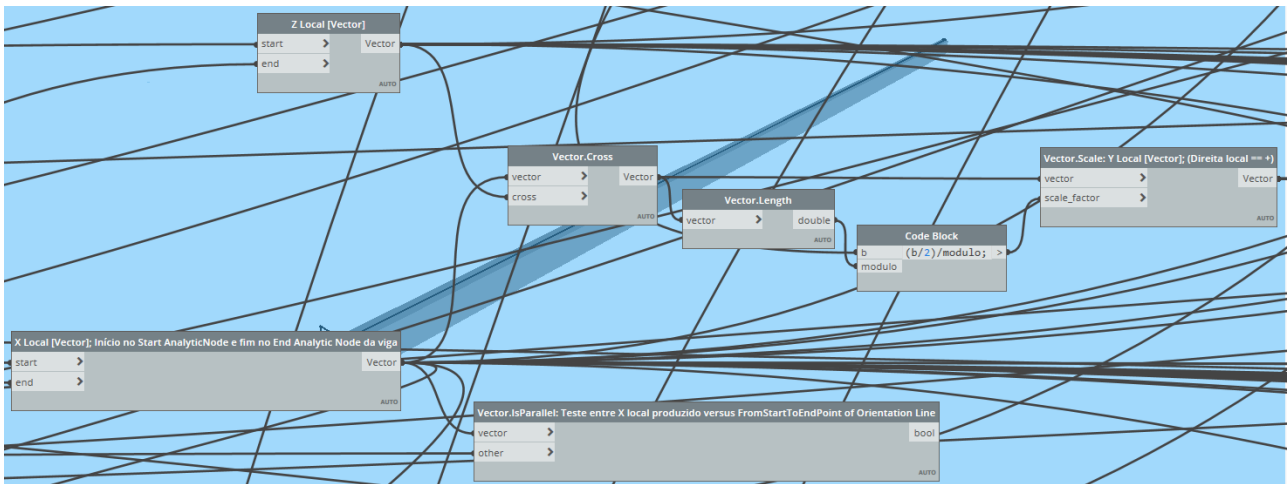 Z Local [Vector]
start > Vector
end >
AUTO
Vector.Cross
vector > Vector
cross >
AUTO
Vector.Scale: Y Local [Vector]; (Direita local == +)
vector > Vector
scale_factor >
AUTO
Vector.Length
vector > double
AUTO
Code Block
b (b/2)/modulo; >
modulo
X Local [Vector]; Início no Start AnalyticNode e fim no End Analytic Node da viga
start > Vector
end >
AUTO
Vector.IsParallel: Teste entre X local produzido versus FromStartToEndPoint of Orientation Line
vector > bool
other >
AUTO